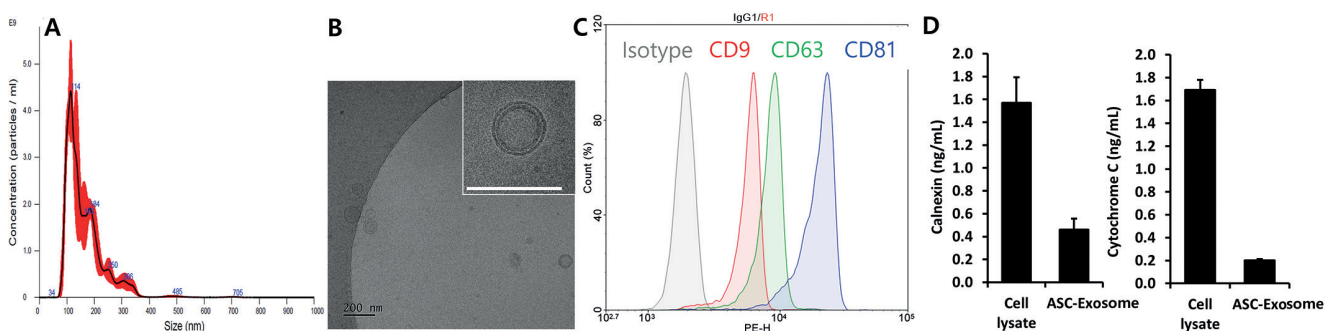 A
E9
5.0
4.0
3.0
2.0
1.0
0
Concentration (particles / ml)
34
485
705
0 100 200 300 400 500 600 700 800 900 1000
Size (nm)
B
200 nm
C
IgG1/R1
Isotype CD9 CD63 CD81
120
80
40
0
Count (%)
10^2.7 10^3 10^4 10^5
PE-H
D
2.0
1.8
1.6
1.4
1.2
1.0
0.8
0.6
0.4
0.2
0.0
Calnexin (ng/mL)
Cell lysate
ASC-Exosome
2.0
1.8
1.6
1.4
1.2
1.0
0.8
0.6
0.4
0.2
0.0
Cytochrome C (ng/mL)
Cell lysate
ASC-Exosome